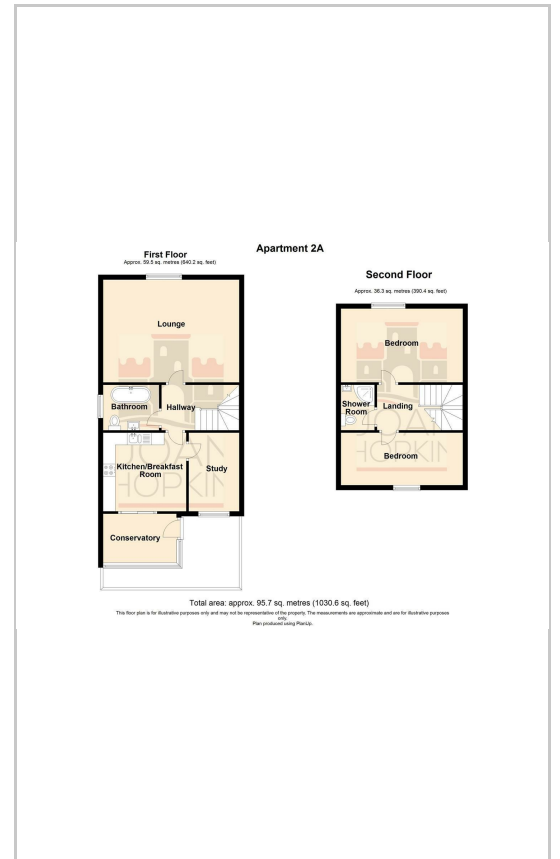 Apartment 2A
First Floor
Approx. 59.5 sq. metres (640.2 sq. feet)
Lounge
Bathroom
Hallway
Kitchen/Breakfast
Room
Study
Conservatory
Second Floor
Approx. 36.3 sq. metres (390.4 sq. feet)
Bedroom
Shower
Room
Landing
Bedroom
JOAN
HOPKIN
JOAN
HOPKIN
Total area: approx. 95.7 sq. metres (1030.6 sq. feet)
This floor plan is for illustrative purposes only and may not be representative of the property. The measurements are approximate and are for illustrative purposes
only.
Plan produced using PlanUp.